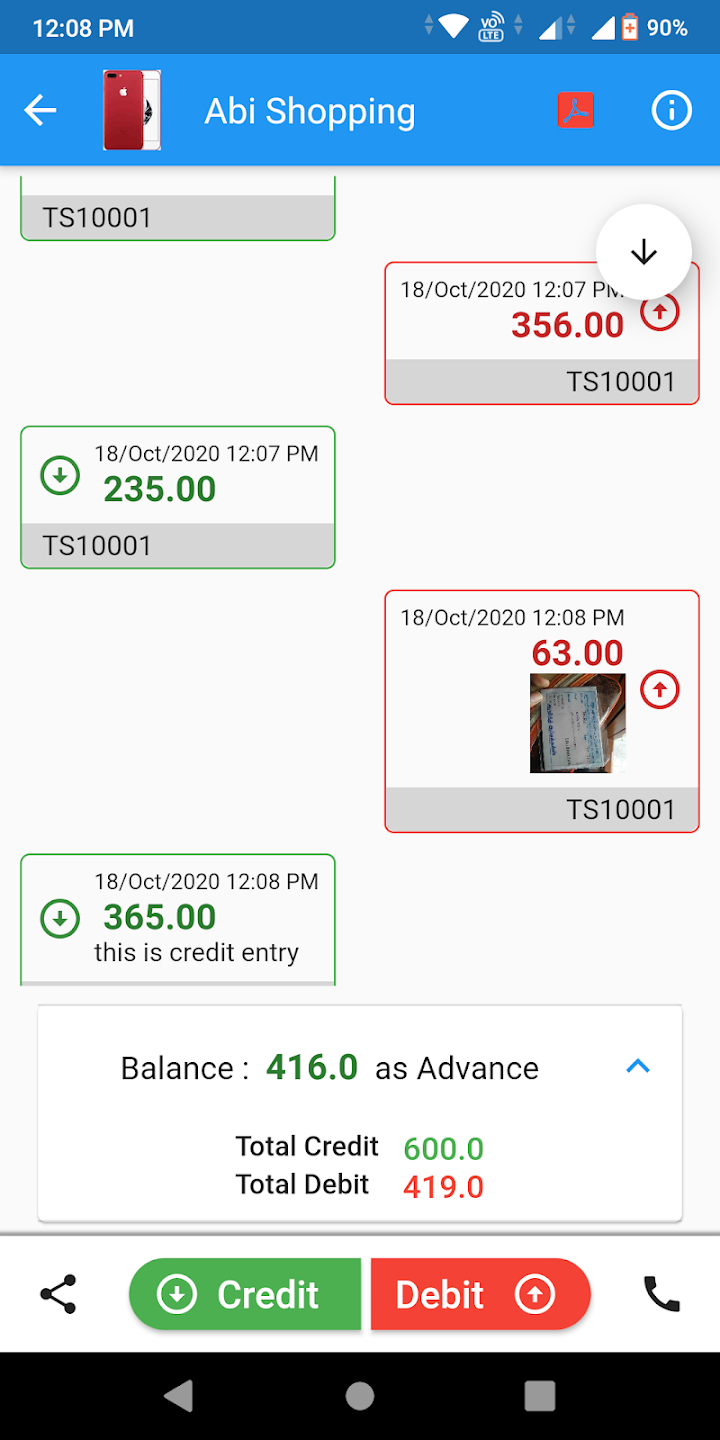 12:08 PM
VO LTE
90%
Abi Shopping
TS10001
18/Oct/2020 12:07 PM
356.00
TS10001
18/Oct/2020 12:07 PM
235.00
TS10001
18/Oct/2020 12:08 PM
63.00
TS10001
18/Oct/2020 12:08 PM
365.00
this is credit entry
Balance : 416.0 as Advance
Total Credit 600.0
Total Debit 419.0
Credit
Debit